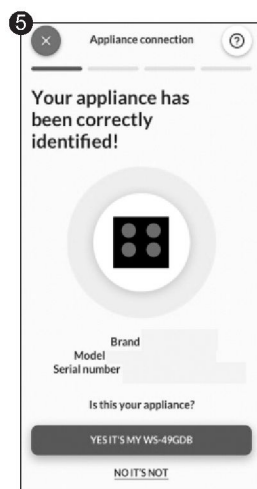 5
Appliance connection
Your appliance has
been correctly
identified!
Brand
Model
Serial number
Is this your appliance?
YES IT'S MY WS-49GDB
NO IT'S NOT